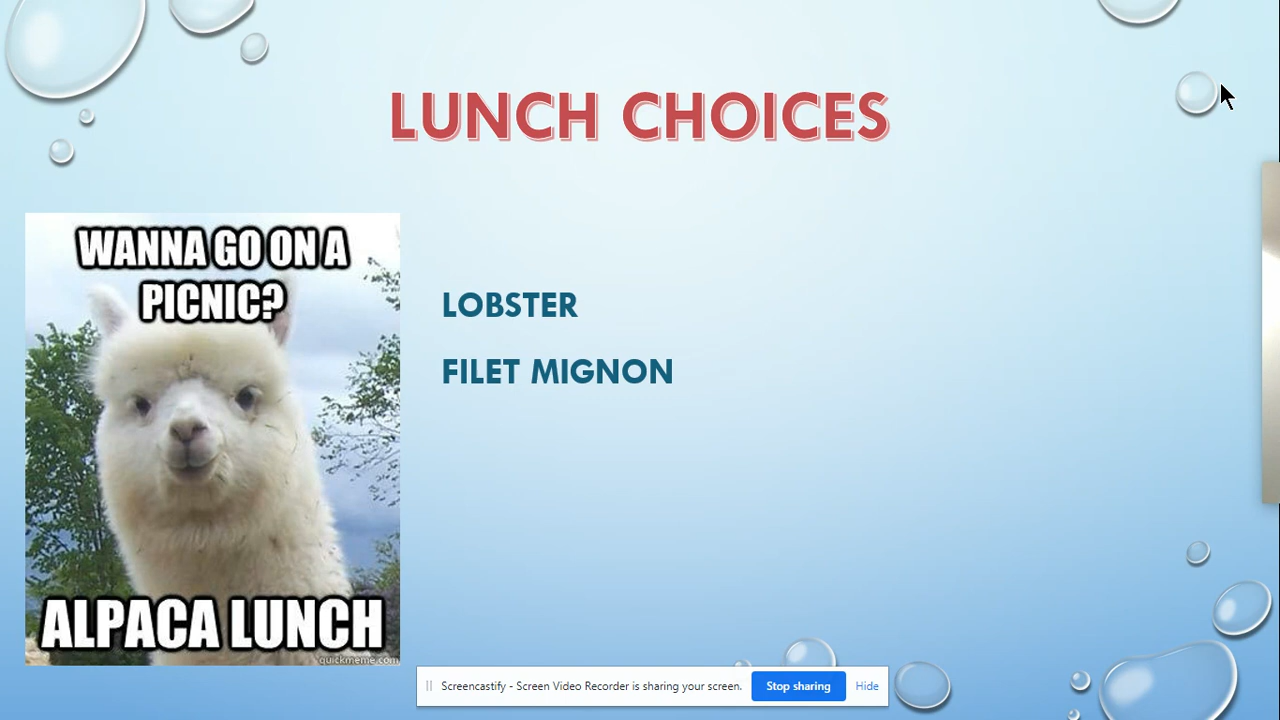 LUNCH CHOICES
WANNA GO ON A
PICNIC?
ALPACA LUNCH
quickmeme.com
LOBSTER
FILET MIGNON
Screencastify - Screen Video Recorder is sharing your screen. Stop sharing Hide